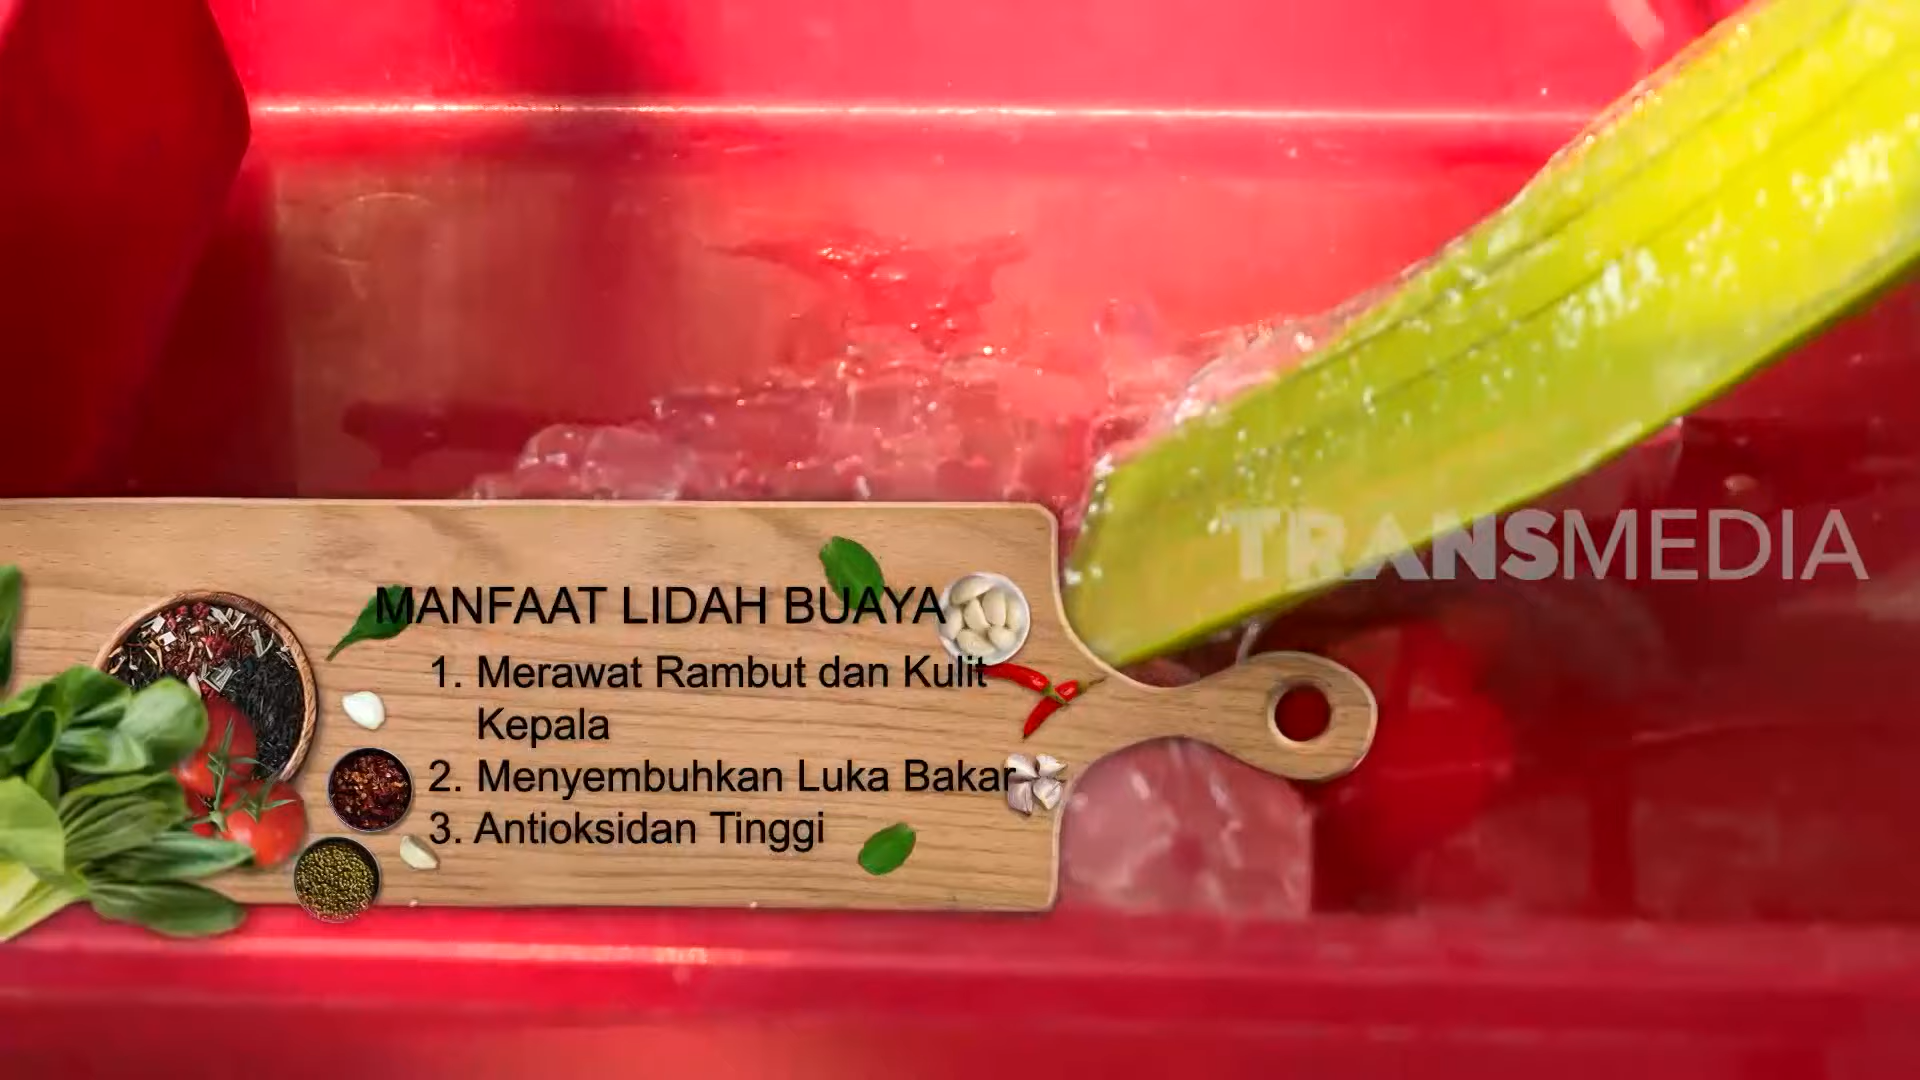 MANFAAT LIDAH BUAYA
1. Merawat Rambut dan Kulit
Kepala
2. Menyembuhkan Luka Bakar
3. Antioksidan Tinggi
TRANSMEDIA